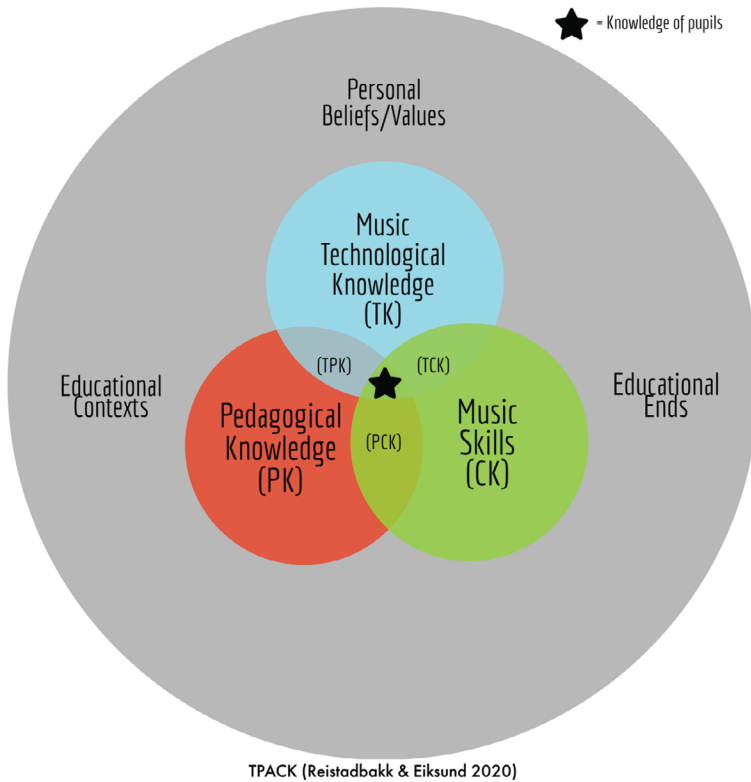 = Knowledge of pupils
Personal
Beliefs/Values
Music
Technological
Knowledge
(TK)
(TPK)
(TCK)
Educational
Contexts
Educational
Ends
Pedagogical
Knowledge
(PK)
(PCK)
Music
Skills
(CK)
TPACK (Reistadbakk & Eiksund 2020)